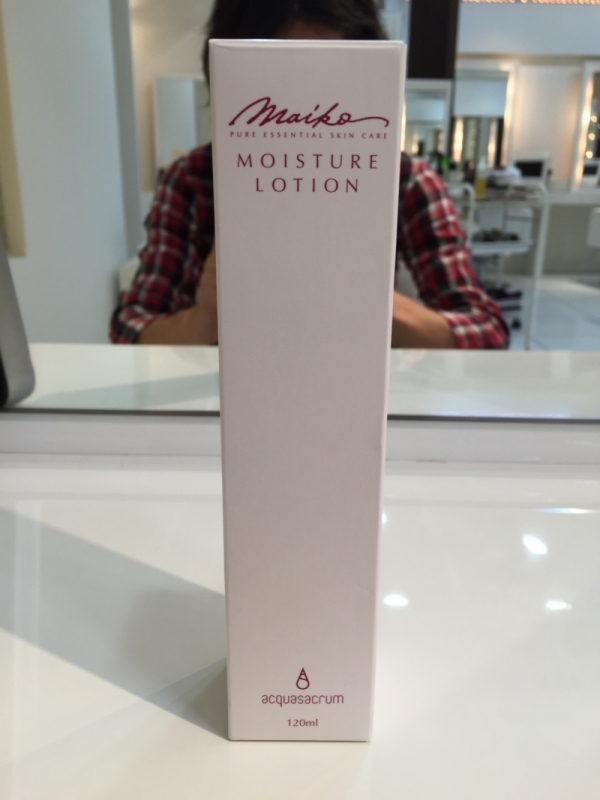 Maiko
PURE ESSENTIAL SKIN CARE
MOISTURE
LOTION
acquasacrum
120ml